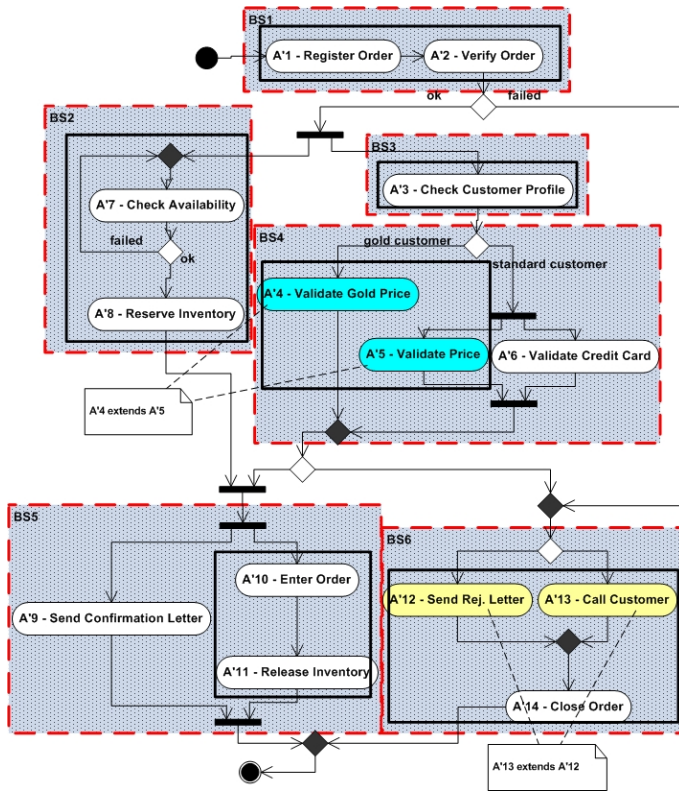 BS1
A'1 - Register Order
A'2 - Verify Order
ok
failed
BS2
BS3
A'3 - Check Customer Profile
A'7 - Check Availability
failed
ok
A'8 - Reserve Inventory
BS4
gold customer
standard customer
A'4 - Validate Gold Price
A'5 - Validate Price
A'6 - Validate Credit Card
A'4 extends A'5
BS5
BS6
A'10 - Enter Order
A'9 - Send Confirmation Letter
A'11 - Release Inventory
A'12 - Send Rej. Letter
A'13 - Call Customer
A'14 - Close Order
A'13 extends A'12